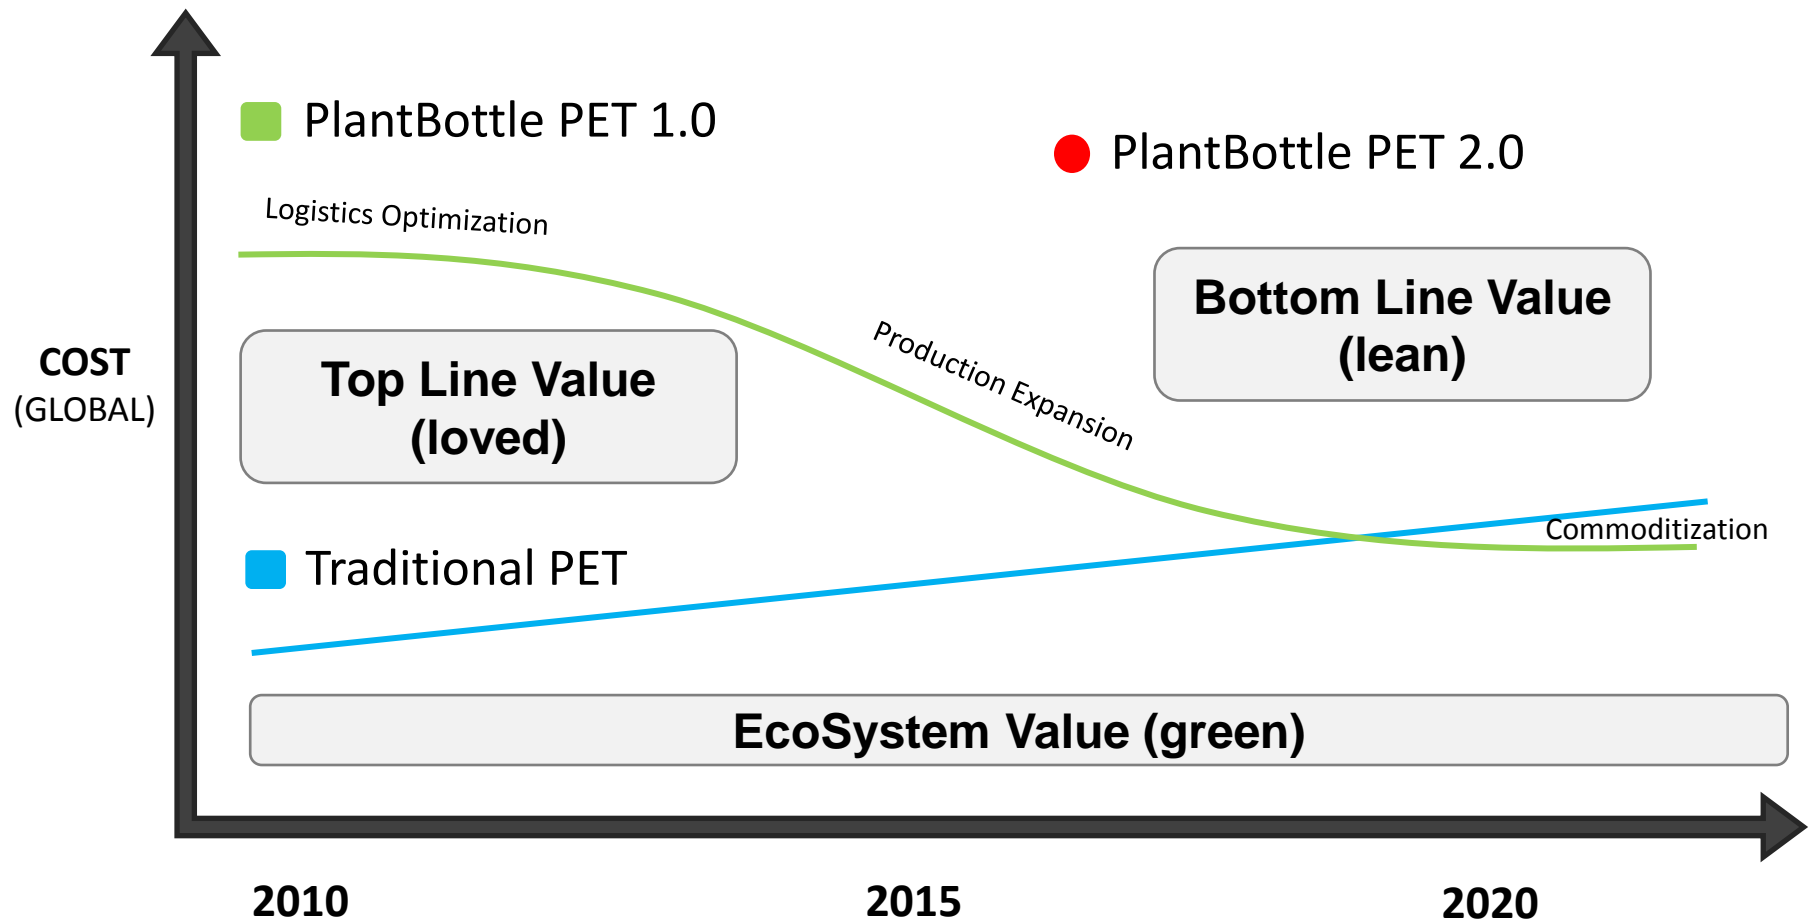 PlantBottle PET 1.0
PlantBottle PET 2.0
Logistics Optimization
Bottom Line Value
(lean)
Production Expansion
COST
(GLOBAL)
Top Line Value
(loved)
Commoditization
Traditional PET
EcoSystem Value (green)
2010
2015
2020